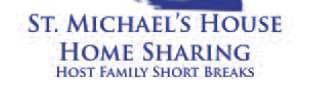 ST. MICHAEL'S HOUSE
HOME SHARING
HOST FAMILY SHORT BREAKS